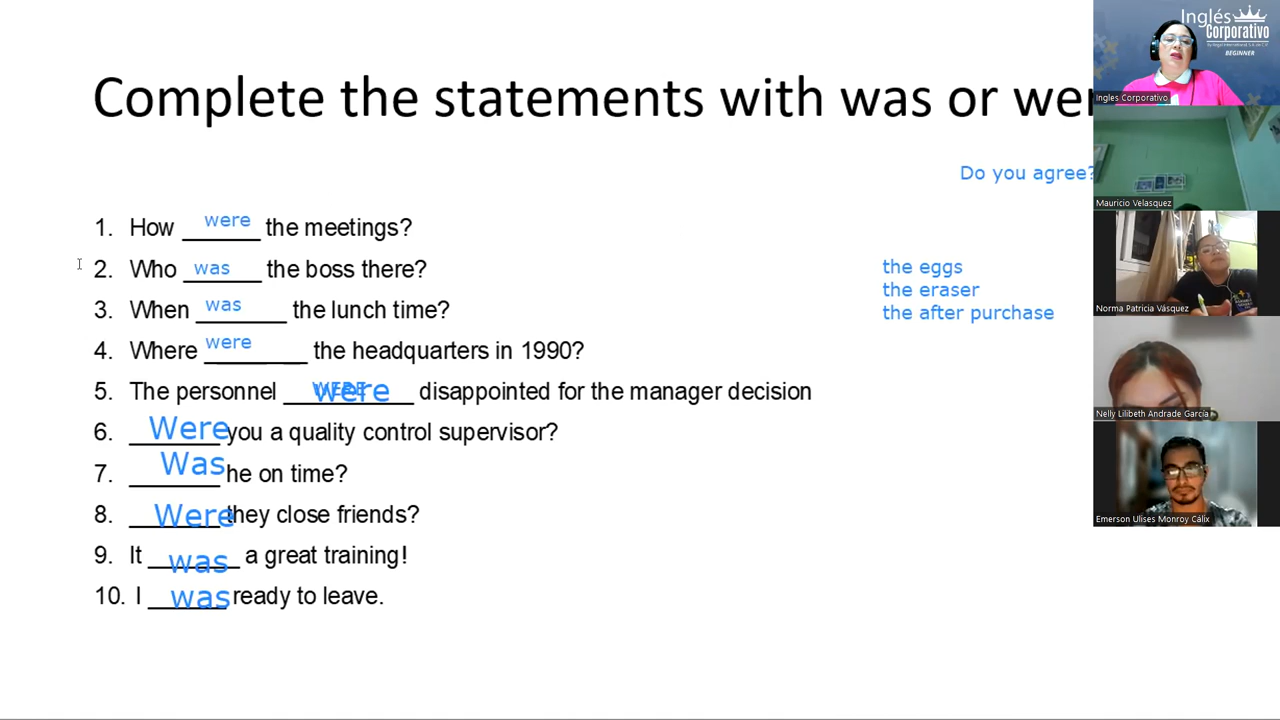 Complete the statements with was or wer
Do you agree?
1. How were the meetings?
2. Who was the boss there?
3. When was the lunch time?
4. Where were the headquarters in 1990?
5. The personnel were disappointed for the manager decision
6. Were you a quality control supervisor?
7. Was he on time?
8. Were they close friends?
9. It was a great training!
10. I was ready to leave.
the eggs
the eraser
the after purchase
Inglés
Corporativo
BEGINNER
Ingles Corporativo
Mauricio Velasquez
Norma Patricia Vásquez
Nelly Lilibeth Andrade García
Emerson Ulises Monroy Cálix